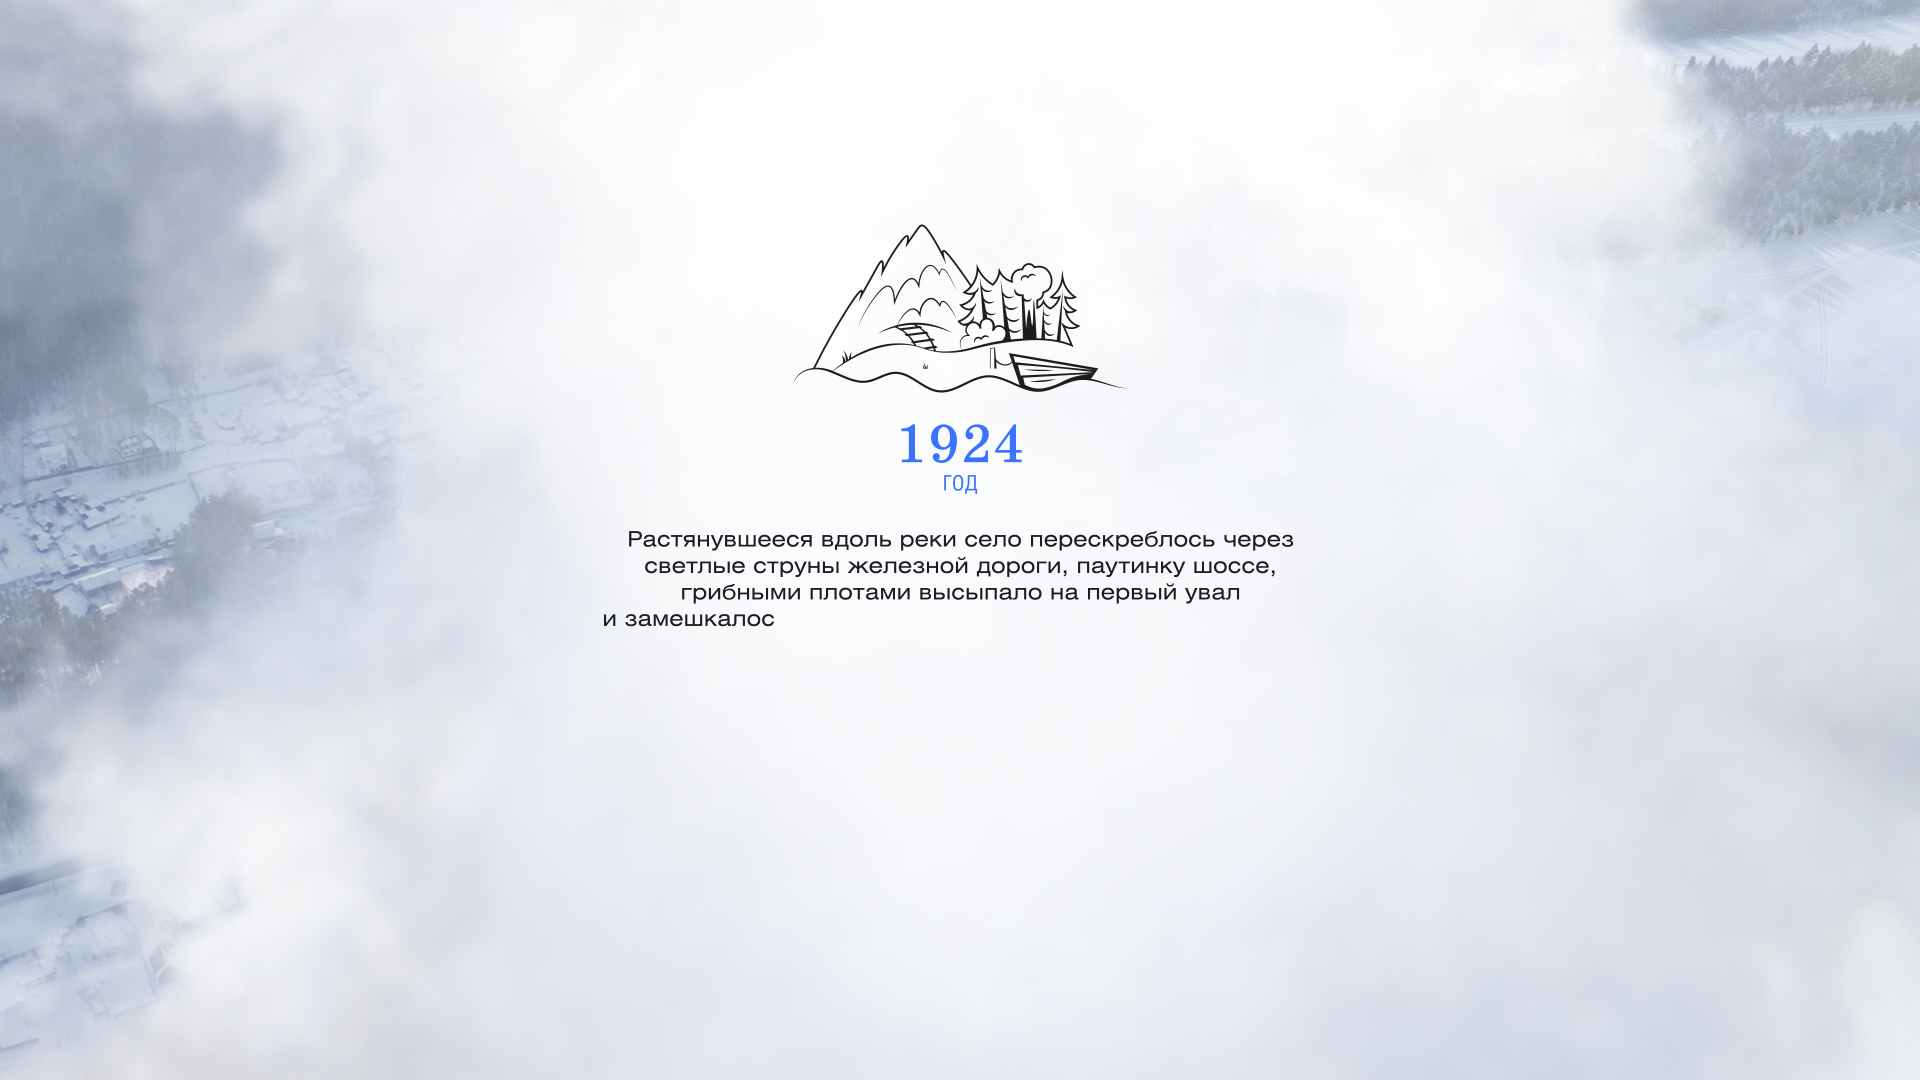 1924
ГОД
Растянувшееся вдоль реки село перескреблось через
светлые струны железной дороги, паутинку шоссе,
грибными плотами высыпало на первый увал
и замешкалос